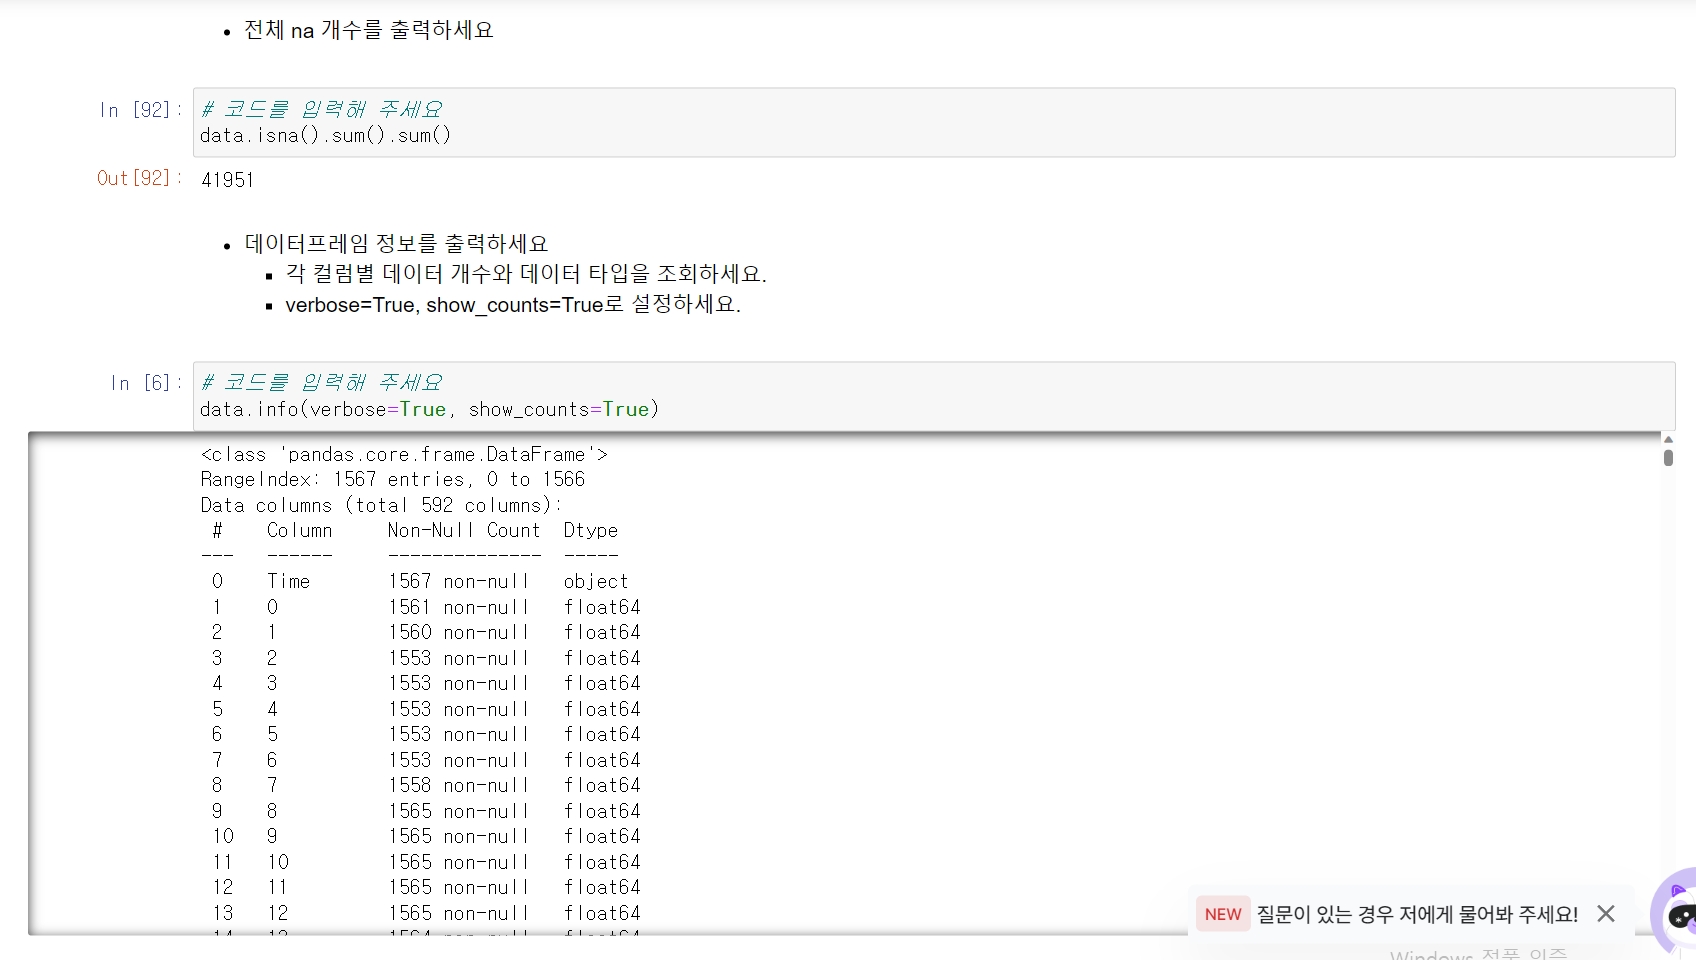 전체 na 개수를 출력하세요
In [92]:
# 코드를 입력해 주세요
data.isna().sum().sum()
Out[92]: 41951
데이터프레임 정보를 출력하세요
각 컬럼별 데이터 개수와 데이터 타입을 조회하세요.
verbose=True, show_counts=True로 설정하세요.
In [6]:
# 코드를 입력해 주세요
data.info(verbose=True, show_counts=True)
<class 'pandas.core.frame.DataFrame'>
RangeIndex: 1567 entries, 0 to 1566
Data columns (total 592 columns):
# Column Non-Null Count Dtype
--- ------ -------------- -----
0 Time 1567 non-null object
1 0 1561 non-null float64
2 1 1560 non-null float64
3 2 1553 non-null float64
4 3 1553 non-null float64
5 4 1553 non-null float64
6 5 1553 non-null float64
7 6 1553 non-null float64
8 7 1558 non-null float64
9 8 1565 non-null float64
10 9 1565 non-null float64
11 10 1565 non-null float64
12 11 1565 non-null float64
13 12 1565 non-null float64
14 13 1564 non-null float64
NEW 질문이 있는 경우 저에게 물어봐 주세요!
Windows 정품 인증